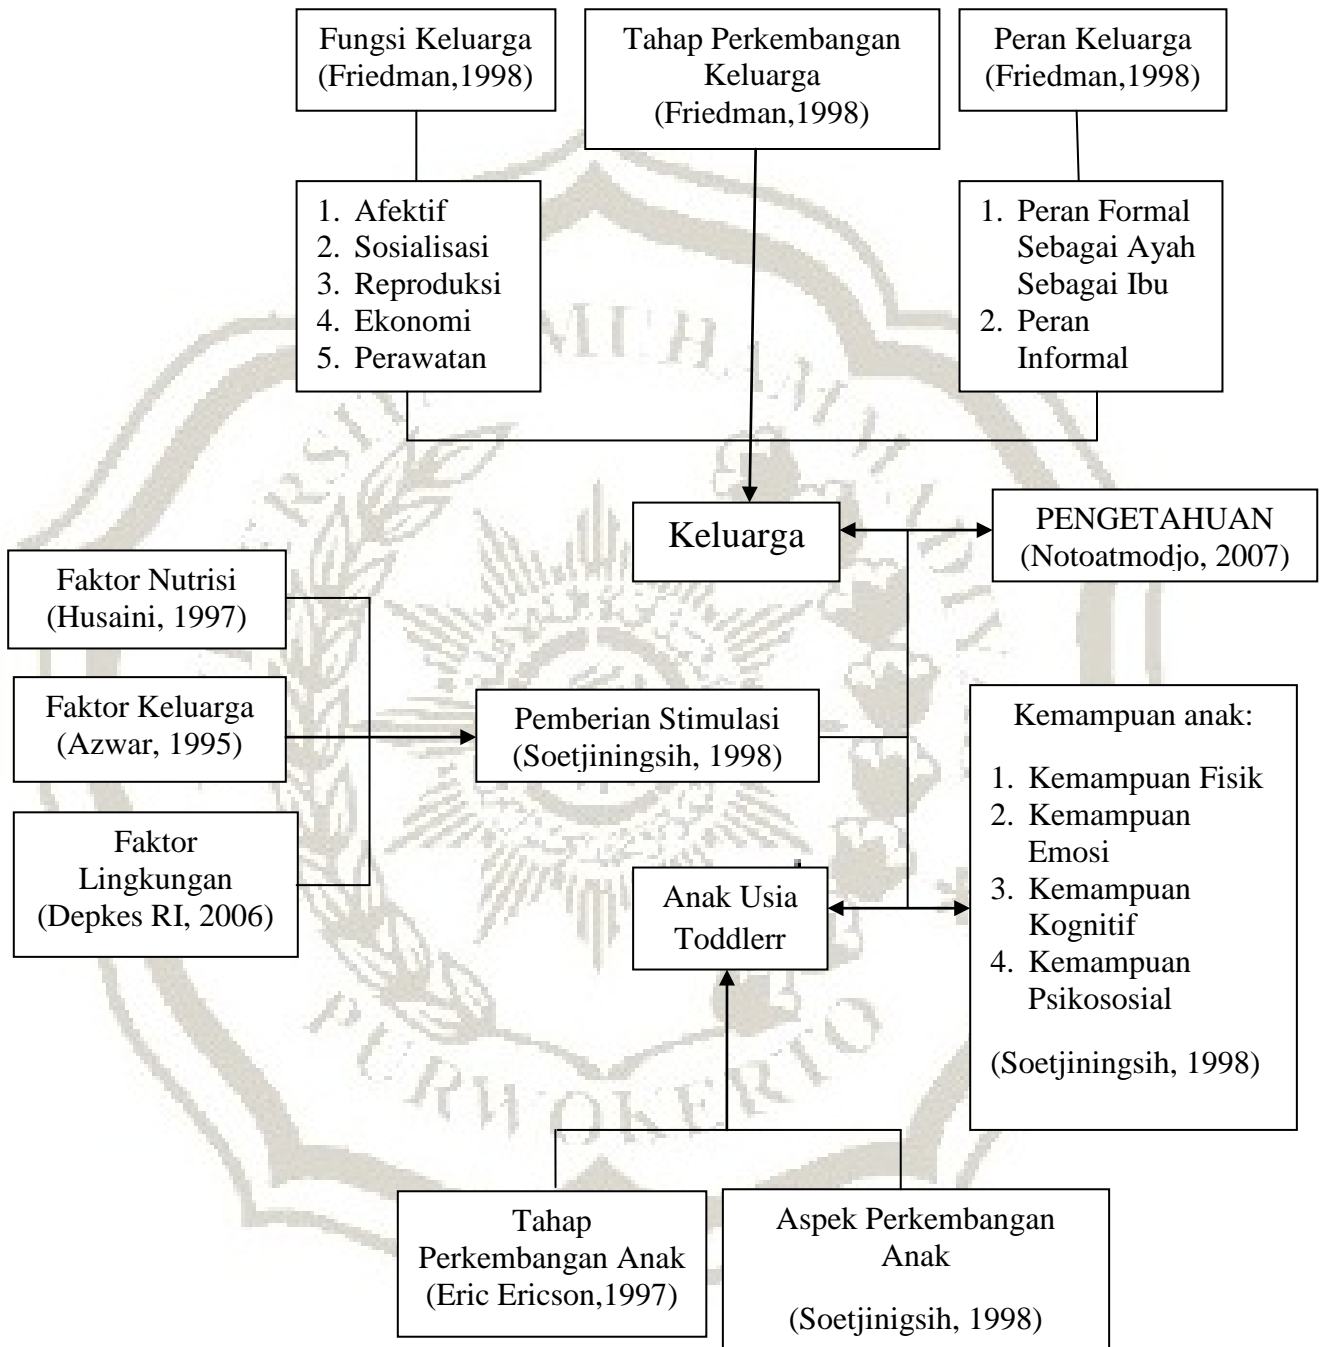 Fungsi Keluarga
(Friedman,1998)
Tahap Perkembangan
Keluarga
(Friedman,1998)
Peran Keluarga
(Friedman,1998)
1. Afektif
2. Sosialisasi
3. Reproduksi
4. Ekonomi
5. Perawatan
1. Peran Formal
Sebagai Ayah
Sebagai Ibu
2. Peran
Informal
Keluarga
PENGETAHUAN
(Notoatmodjo, 2007)
Faktor Nutrisi
(Husaini, 1997)
Faktor Keluarga
(Azwar, 1995)
Faktor
Lingkungan
(Depkes RI, 2006)
Pemberian Stimulasi
(Soetjiningsih, 1998)
Kemampuan anak:
1. Kemampuan Fisik
2. Kemampuan
Emosi
3. Kemampuan
Kognitif
4. Kemampuan
Psikososial
(Soetjiningsih, 1998)
Anak Usia
Toddlerr
Tahap
Perkembangan Anak
(Eric Ericson,1997)
Aspek Perkembangan
Anak
(Soetjinigsih, 1998)
PURWOKERTO